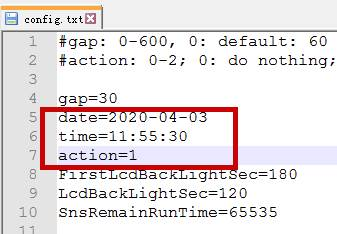 config.txt
1 #gap: 0-600, 0: default: 60
2 #action: 0-2; 0: do nothing;
3
4 gap=30
5 date=2020-04-03
6 time=11:55:30
7 action=1
8 FirstLcdBackLightSec=180
9 LcdBackLightSec=120
10 SnsRemainRunTime=65535